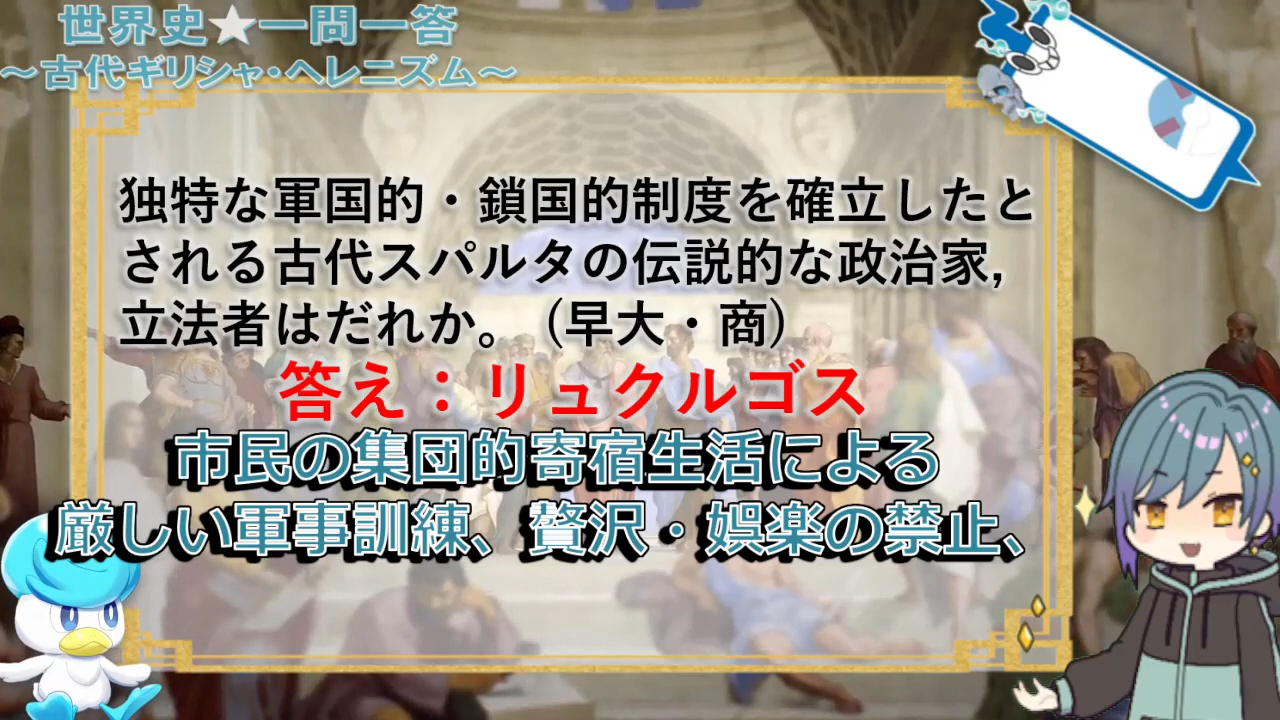 世界史★一問一答
～古代ギリシャ・ヘレニズム～
独特な軍国的・鎖国的制度を確立したと
される古代スパルタの伝説的な政治家,
立法者はだれか。(早大・商)
答え：リュクルゴス
市民の集団的寄宿生活による
厳しい軍事訓練、贅沢・娯楽の禁止、